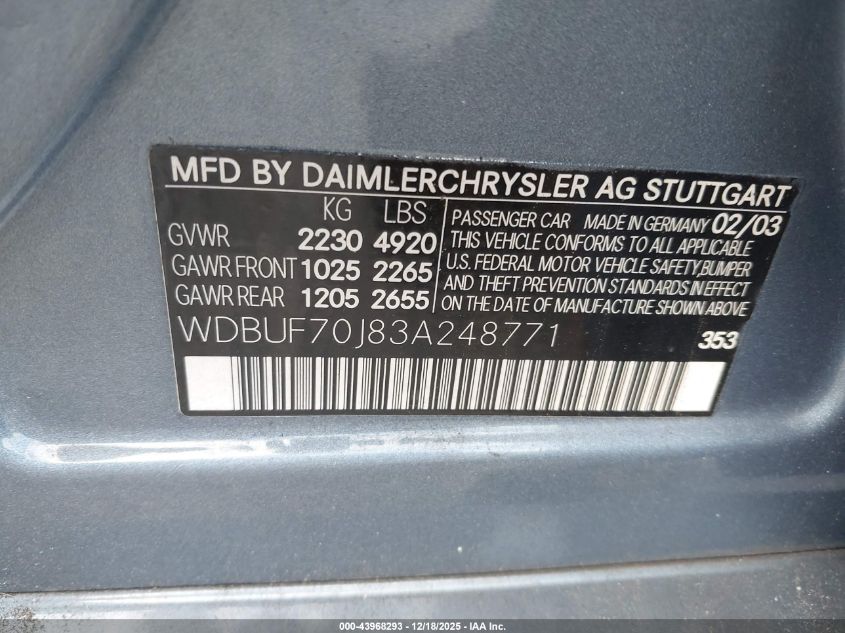 MFD BY DAIMLERCHRYSLER AG STUTTGART
KG LBS
GVWR 2230 4920
GAWR FRONT 1025 2265
GAWR REAR 1205 2655
PASSENGER CAR MADE IN GERMANY 02/03
THIS VEHICLE CONFORMS TO ALL APPLICABLE
U.S. FEDERAL MOTOR VEHICLE SAFETY, BUMPER
AND THEFT PREVENTION STANDARDS IN EFFECT
ON THE DATE OF MANUFACTURE SHOWN ABOVE
WDBUF70J83A248771 353
000-43968293 - 12/18/2025 - IAA Inc.